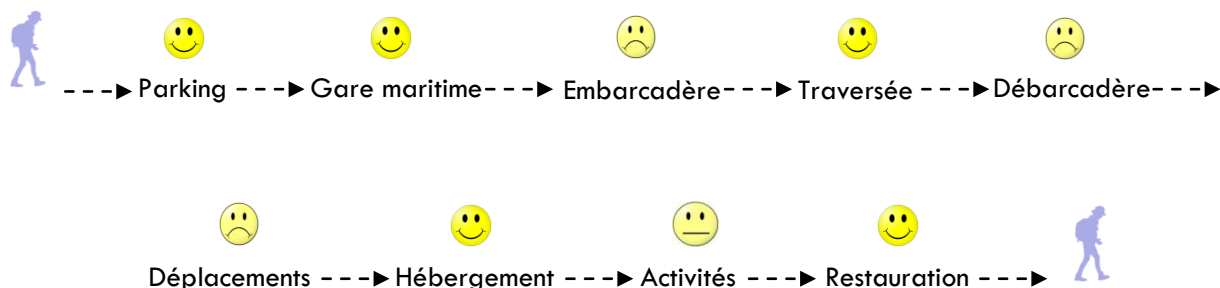 Parking Gare maritime Embarcadère Traversée Débarcadère
Déplacements Hébergement Activités Restauration